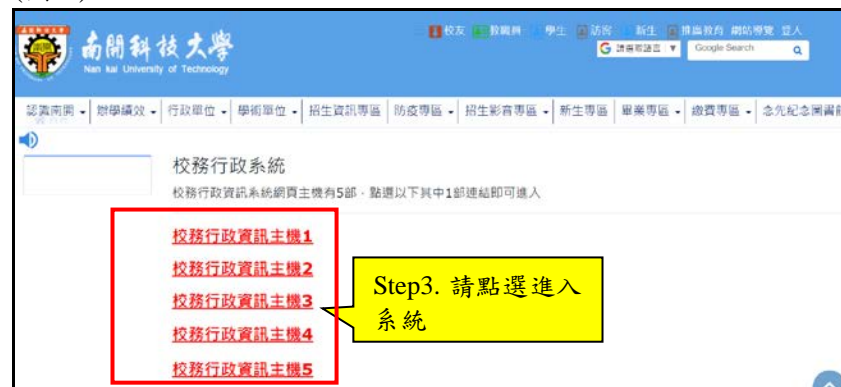 南開科技大學
Nan kai University of Technology
校友 教職員 學生 訪客 新生 推廣教育 網站導覽 登入
G 請選取語言 ▼ Google Search
認識南開 辦學績效 行政單位 學術單位 招生資訊專區 防疫專區 招生影音專區 新生專區 畢業專區 繳費專區 念先紀念圖書館
校務行政系統
校務行政資訊系統網頁主機有5部，點選以下其中1部連結即可進入
校務行政資訊主機1
校務行政資訊主機2
校務行政資訊主機3
校務行政資訊主機4
校務行政資訊主機5
Step3. 請點選進入
系統